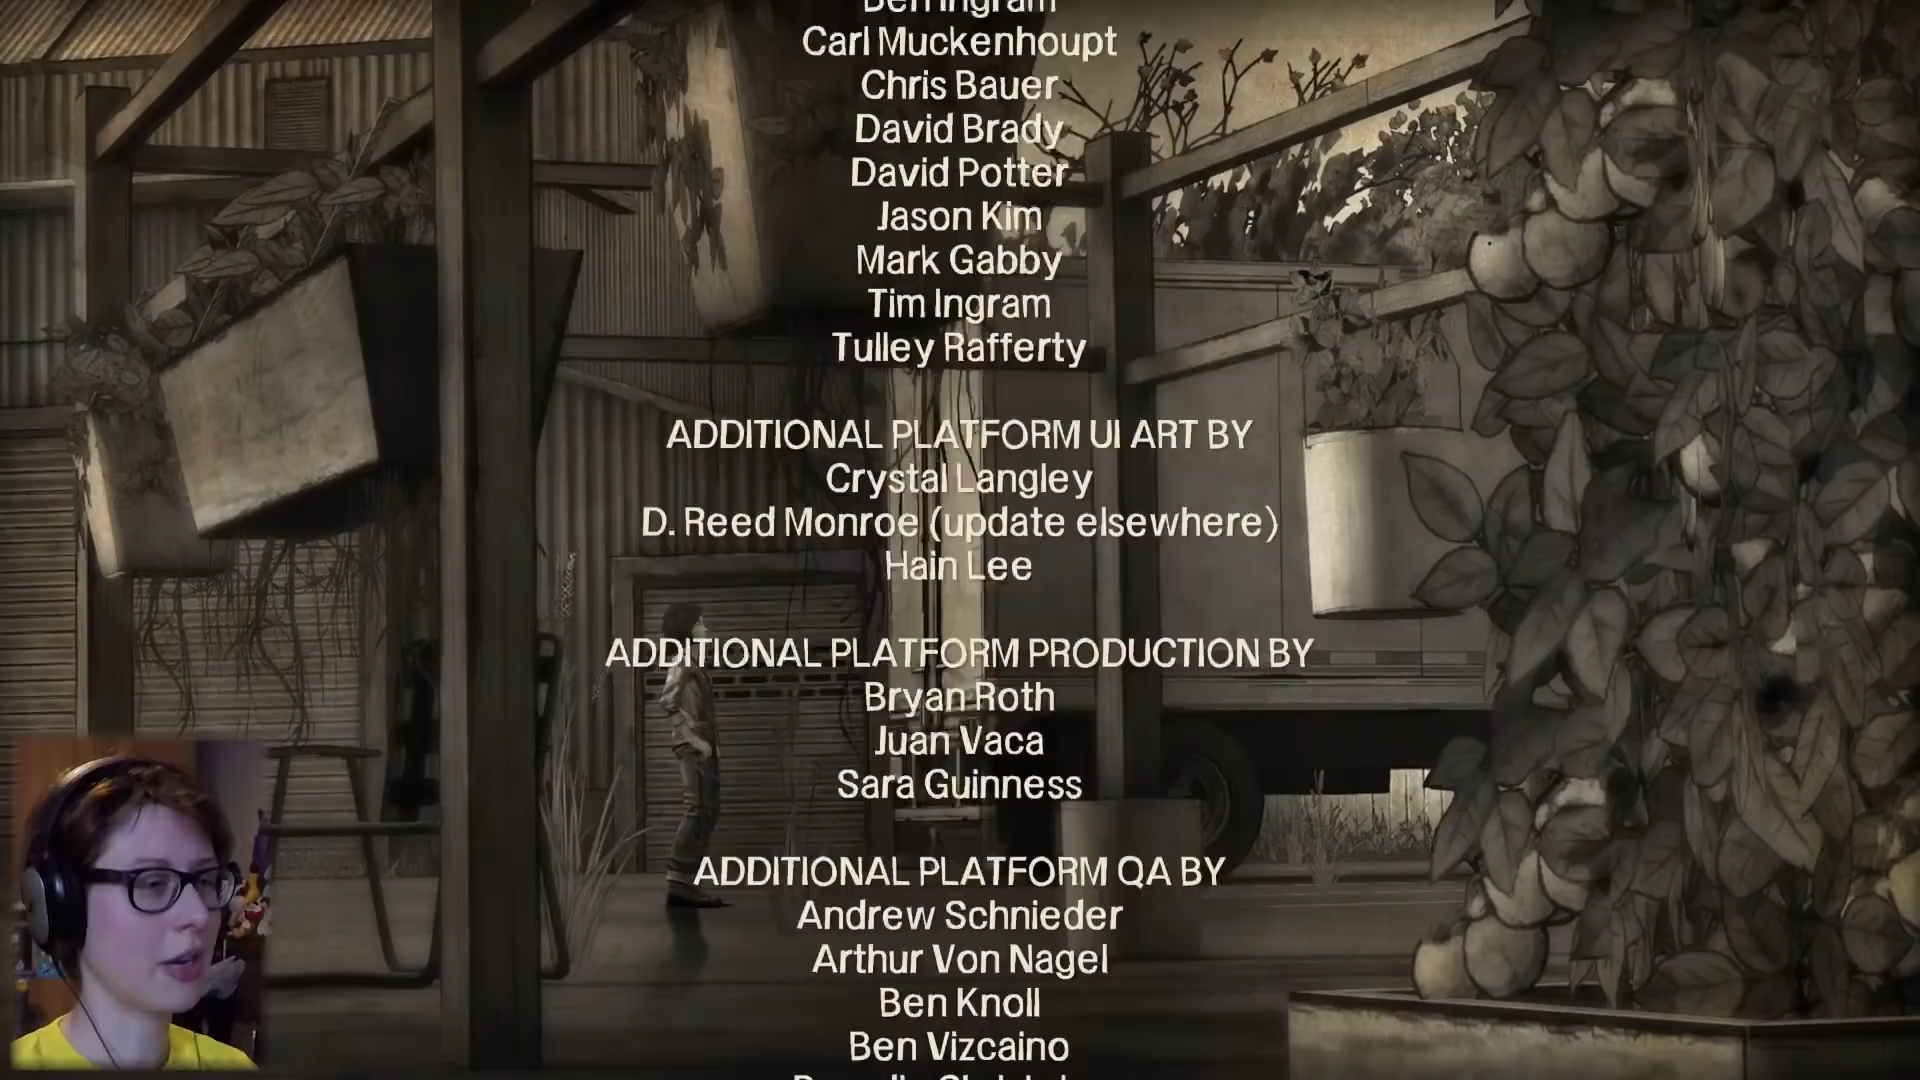 Ben Ingram
Carl Muckenhoupt
Chris Bauer
David Brady
David Potter
Jason Kim
Mark Gabby
Tim Ingram
Tulley Rafferty
ADDITIONAL PLATFORM UI ART BY
Crystal Langley
D. Reed Monroe (update elsewhere)
Hain Lee
ADDITIONAL PLATFORM PRODUCTION BY
Bryan Roth
Juan Vaca
Sara Guinness
ADDITIONAL PLATFORM QA BY
Andrew Schnieder
Arthur Von Nagel
Ben Knoll
Ben Vizcaino